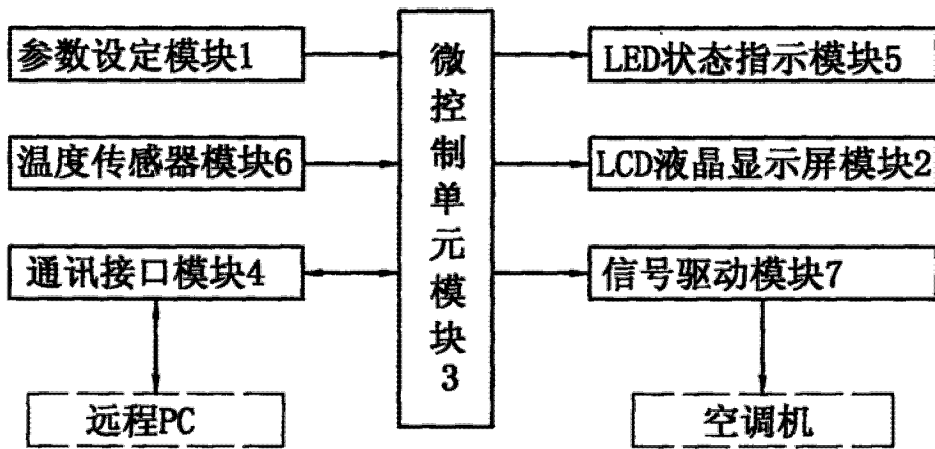 参数设定模块1
温度传感器模块6
通讯接口模块4
远程PC
微控制单元模块3
LED状态指示模块5
LCD液晶显示屏模块2
信号驱动模块7
空调机